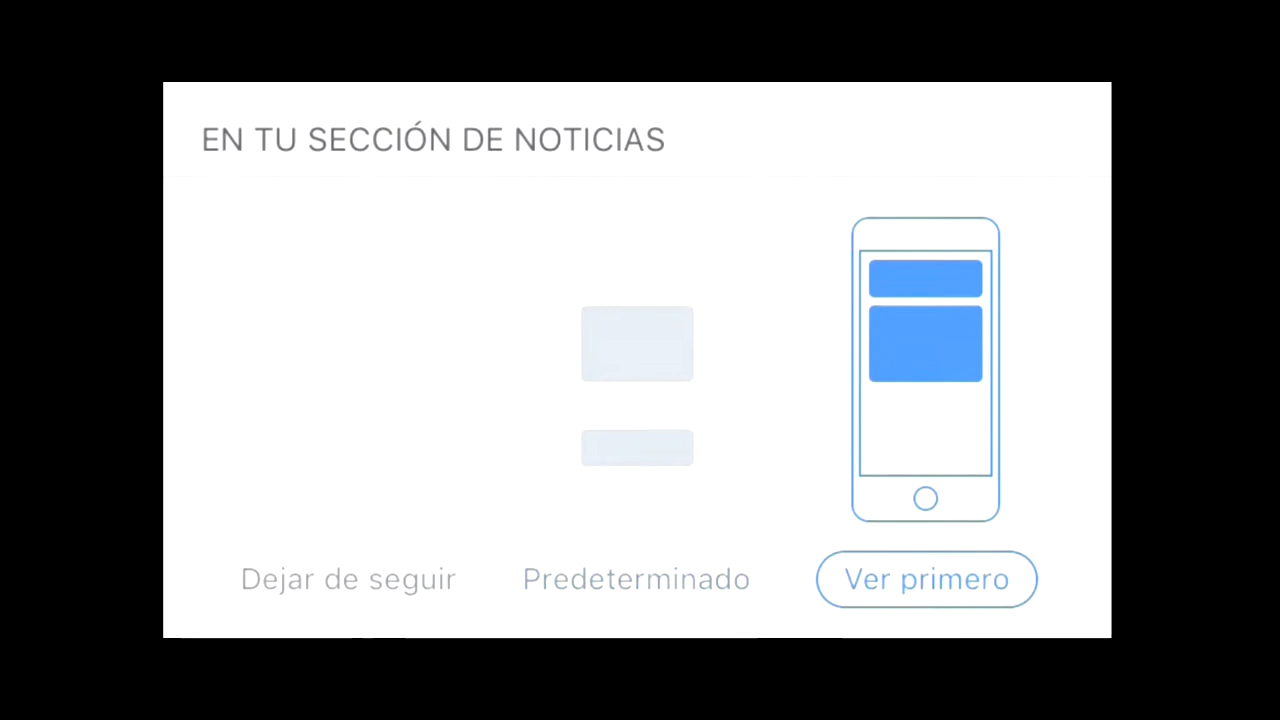 EN TU SECCIÓN DE NOTICIAS
Dejar de seguir
Predeterminado
Ver primero